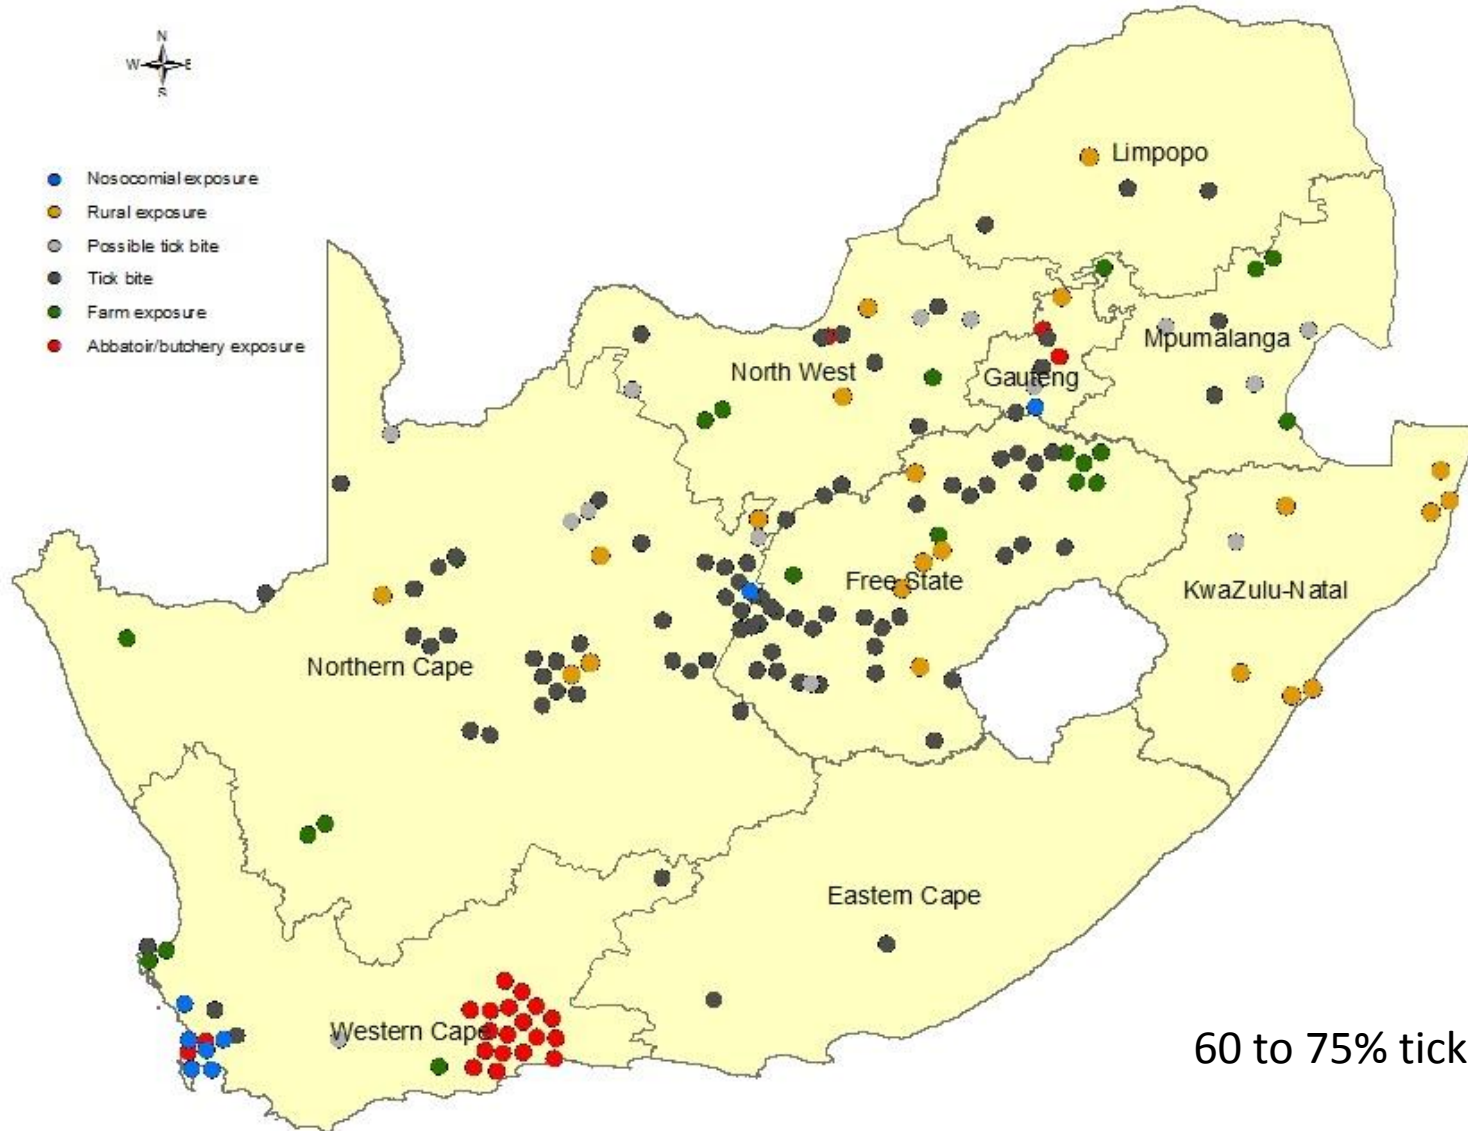 N
W E
S
Nosocomial exposure
Rural exposure
Possible tick bite
Tick bite
Farm exposure
Abbatoir/butchery exposure
Limpopo
Mpumalanga
North West
Gauteng
Free State
KwaZulu-Natal
Northern Cape
Eastern Cape
Western Cape
60 to 75% tick